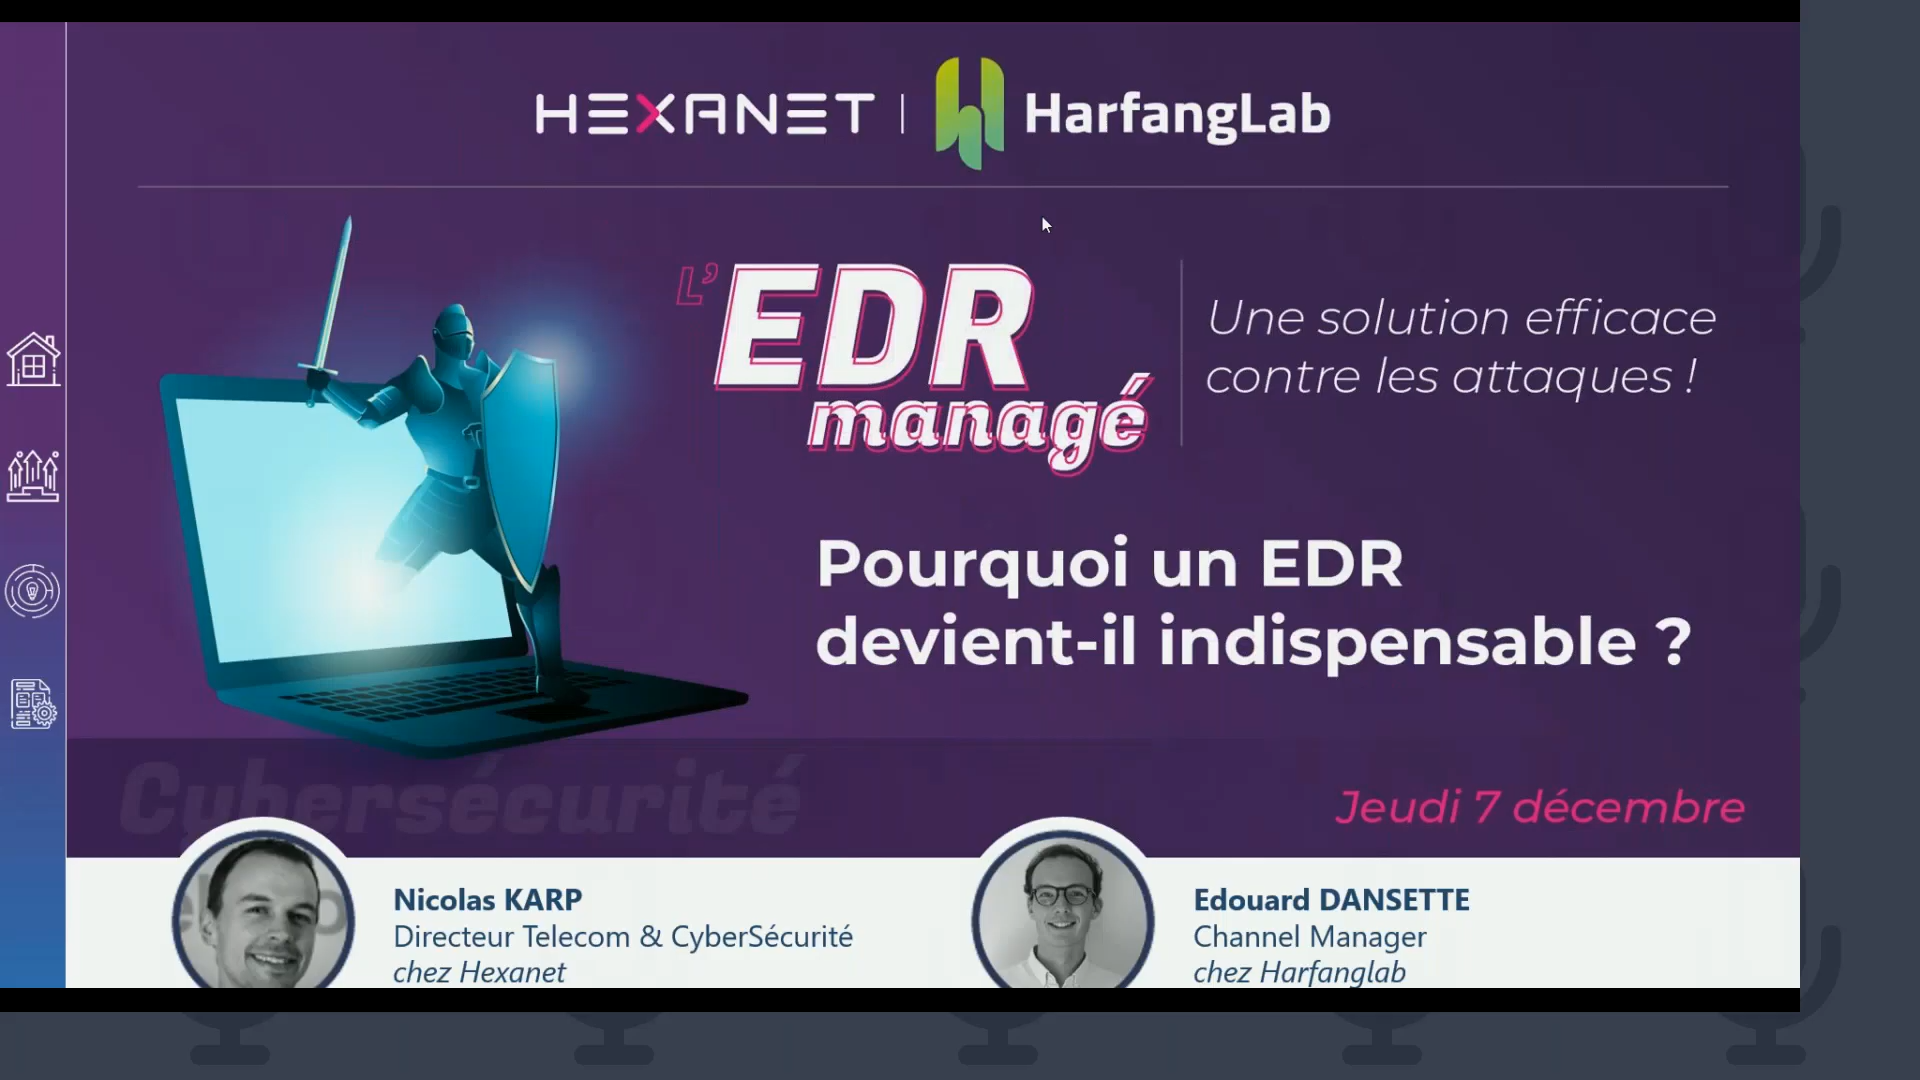 HEXANET | HarfangLab
L'EDR
managé
Une solution efficace
contre les attaques !
Pourquoi un EDR
devient-il indispensable ?
Cybersécurité
Jeudi 7 décembre
Nicolas KARP
Directeur Telecom & CyberSécurité
chez Hexanet
Edouard DANSETTE
Channel Manager
chez Harfanglab